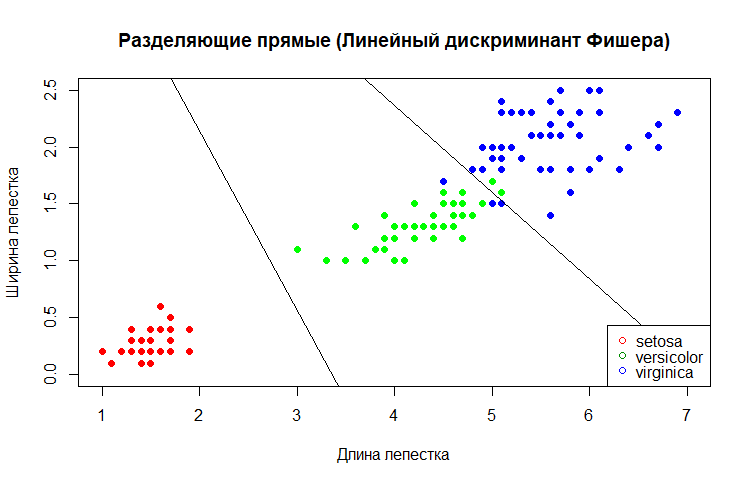 Разделяющие прямые (Линейный дискриминант Фишера)
Ширина лепестка
2.5
2.0
1.5
1.0
0.5
0.0
setosa
versicolor
virginica
1 2 3 4 5 6 7
Длина лепестка